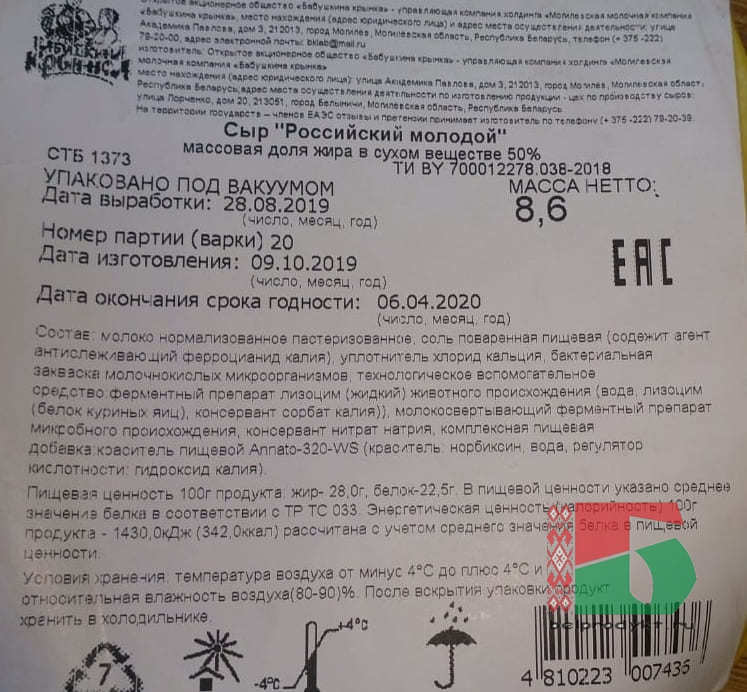 Открытое акционерное общество «Бабушкина крынка» - управляющая компания холдинга «Могилевская молочная компания
«Бабушкина крынка», место нахождения (адрес юридического лица) и адрес места осуществления деятельности: улица
Академика Павлова, дом 3, 212013, город Могилев, Могилевская область, Республика Беларусь, телефон (+ 375 -222)
79-20-00, адрес электронной почты: bklab@mail.ru
изготовитель: Открытое акционерное общество «Бабушкина крынка» - управляющая компания холдинга «Могилевская
молочная компания «Бабушкина крынка»
место нахождения (адрес юридического лица): улица Академика Павлова, дом 3, 212013, город Могилев, Могилевская область,
Республика Беларусь, адрес места осуществления деятельности по изготовлению продукции - цех по производству сыров:
улица Лорченко, дом 20, 213051, город Белыничи, Могилевская область, Республика Беларусь
На территории государств – членов ЕАЭС отзывы и претензии принимает изготовитель по телефону (+ 375 -222) 79-20-39.
Бабушкина
крынка
Сыр "Российский молодой"
массовая доля жира в сухом веществе 50%
СТБ 1373
ТИ BY 700012278.038-2018
УПАКОВАНО ПОД ВАКУУМОМ
МАССА НЕТТО:
Дата выработки: 28.08.2019
8,6
(число, месяц, год)
Номер партии (варки) 20
Дата изготовления: 09.10.2019
EAC
(число, месяц, год)
Дата окончания срока годности: 06.04.2020
(число, месяц, год)
Состав: молоко нормализованное пастеризованное, соль поваренная пищевая (содежит агент
антислеживающий ферроцианид калия), уплотнитель хлорид кальция, бактериальная
закваска молочнокислых микроорганизмов, технологическое вспомогательное
средство:ферментный препарат лизоцим (жидкий) животного происхождения (вода, лизоцим
(белок куриных яиц), консервант сорбат калия)), молокосвертывающий ферментный препарат
микробного происхождения, консервант нитрат натрия, комплексная пищевая
добавка:краситель пищевой Annato-320-WS (краситель: норбиксин, вода, регулятор
кислотности: гидроксид калия).
Пищевая ценность 100г продукта: жир- 28,0г, белок-22,5г. В пищевой ценности указано среднее
значение белка в соответствии с ТР ТС 033. Энергетическая ценность (калорийность) 100г
продукта - 1430,0кДж (342,0ккал) рассчитана с учетом среднего значения белка в пищевой
ценности.
Условия хранения: температура воздуха от минус 4°С до плюс 4°С и
относительная влажность воздуха(80-90)%. После вскрытия упаковки продукт
хранить в холодильнике.
belprodukt.ru
7
-4°C
+4°C
4 810223 007435